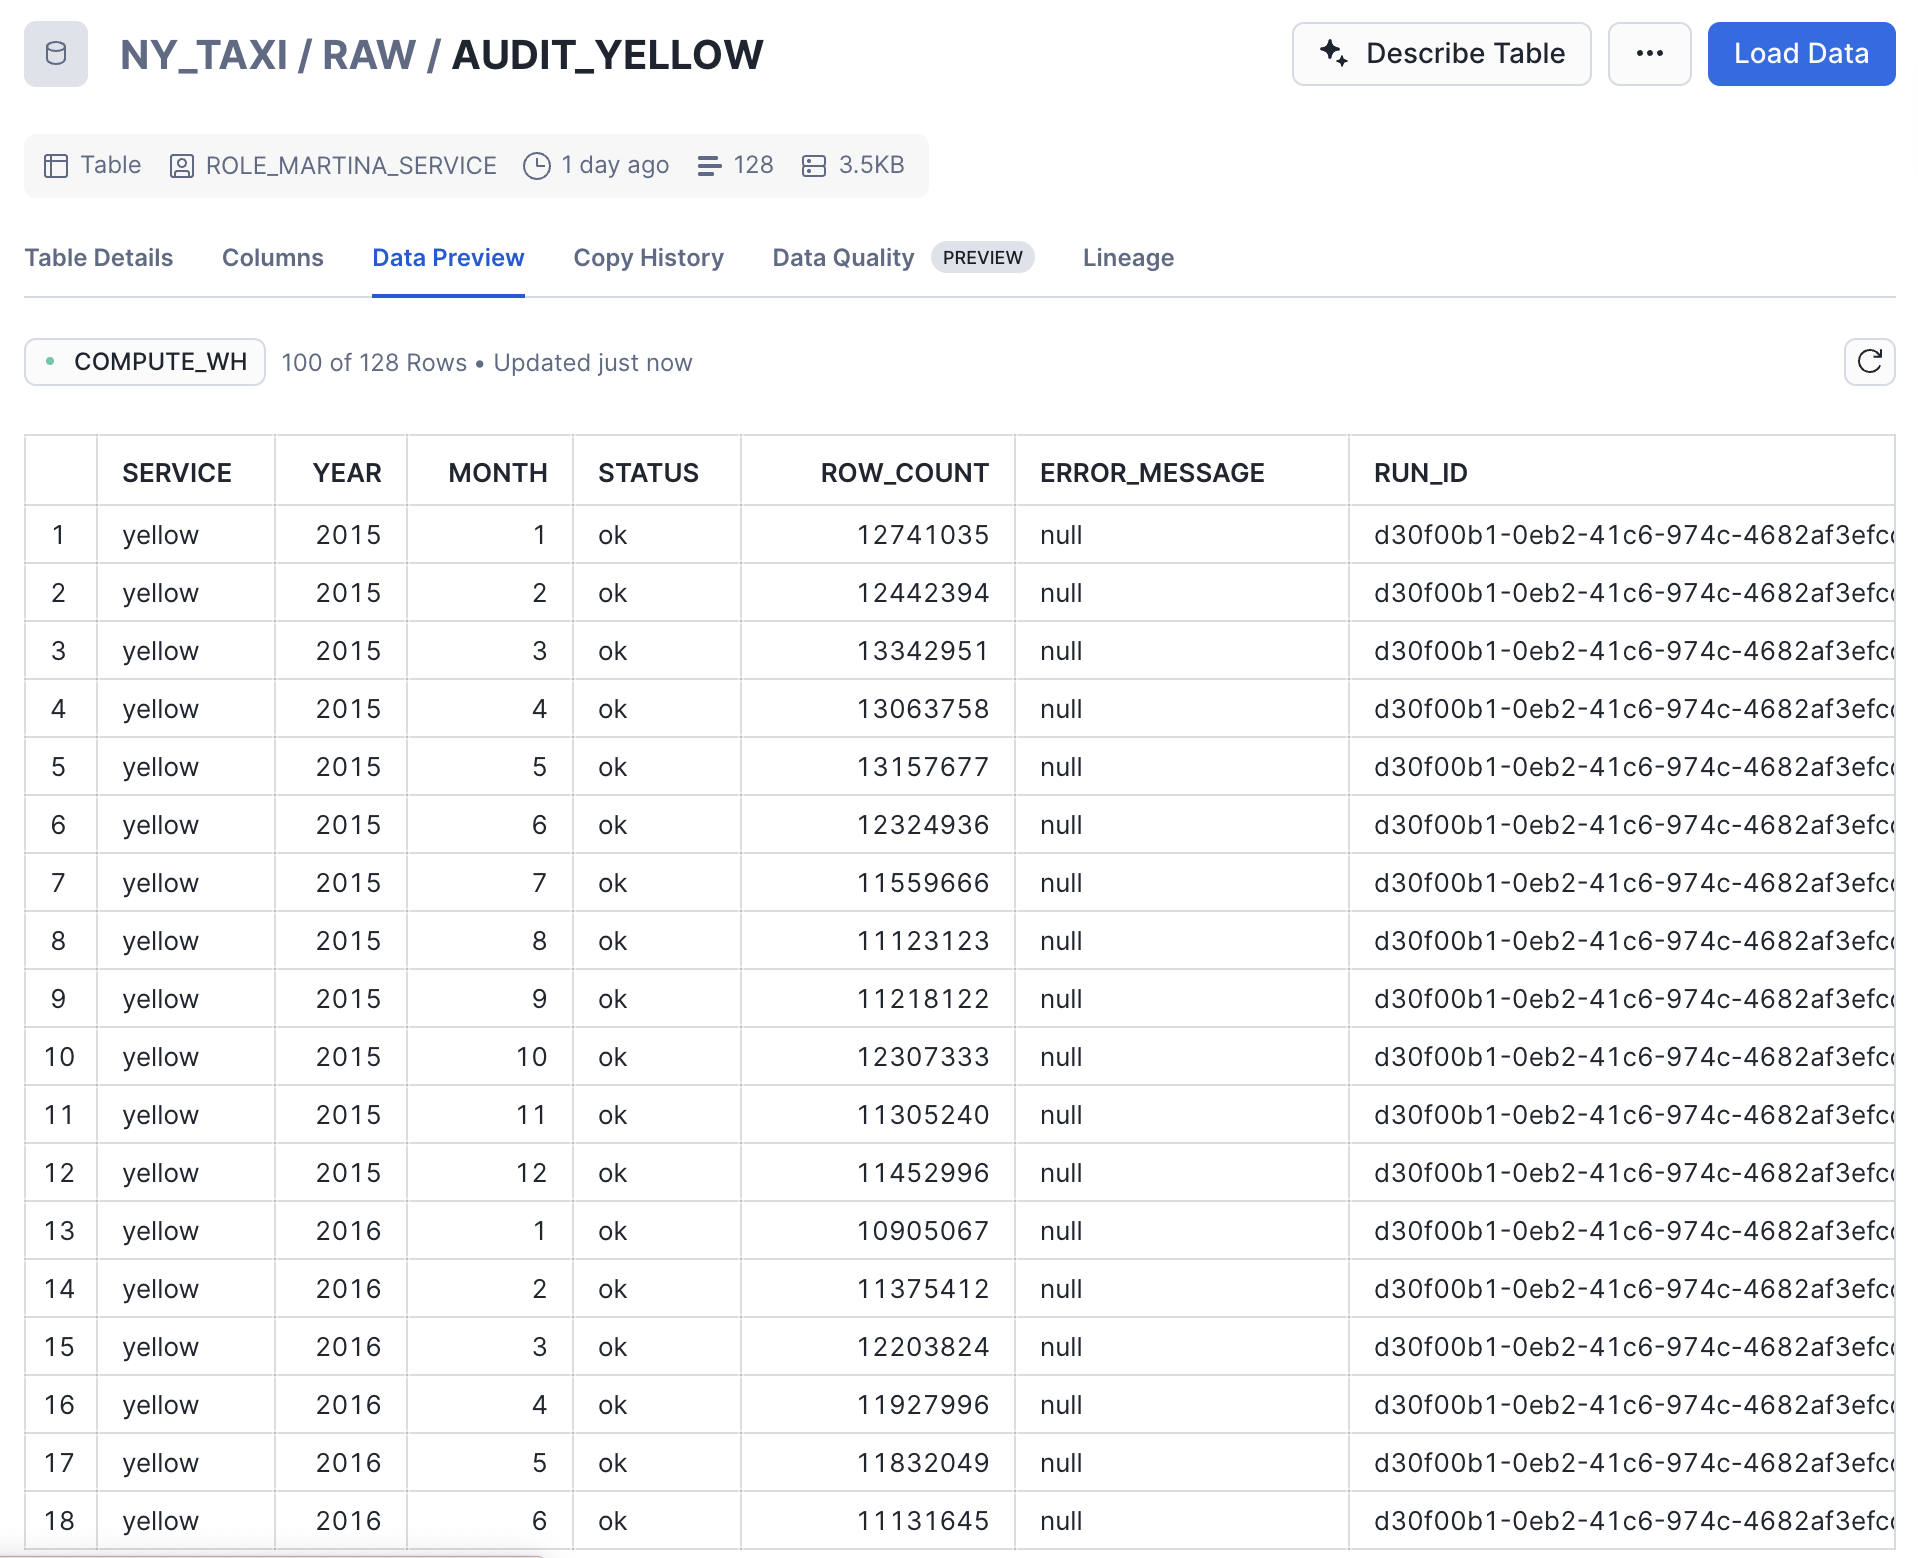 NY_TAXI / RAW / AUDIT_YELLOW
Describe Table
...
Load Data
Table ROLE_MARTINA_SERVICE 1 day ago 128 3.5KB
Table Details Columns Data Preview Copy History Data Quality PREVIEW Lineage
COMPUTE_WH 100 of 128 Rows • Updated just now
SERVICE YEAR MONTH STATUS ROW_COUNT ERROR_MESSAGE RUN_ID
1 yellow 2015 1 ok 12741035 null d30f00b1-0eb2-41c6-974c-4682af3efc
2 yellow 2015 2 ok 12442394 null d30f00b1-0eb2-41c6-974c-4682af3efc
3 yellow 2015 3 ok 13342951 null d30f00b1-0eb2-41c6-974c-4682af3efc
4 yellow 2015 4 ok 13063758 null d30f00b1-0eb2-41c6-974c-4682af3efc
5 yellow 2015 5 ok 13157677 null d30f00b1-0eb2-41c6-974c-4682af3efc
6 yellow 2015 6 ok 12324936 null d30f00b1-0eb2-41c6-974c-4682af3efc
7 yellow 2015 7 ok 11559666 null d30f00b1-0eb2-41c6-974c-4682af3efc
8 yellow 2015 8 ok 11123123 null d30f00b1-0eb2-41c6-974c-4682af3efc
9 yellow 2015 9 ok 11218122 null d30f00b1-0eb2-41c6-974c-4682af3efc
10 yellow 2015 10 ok 12307333 null d30f00b1-0eb2-41c6-974c-4682af3efc
11 yellow 2015 11 ok 11305240 null d30f00b1-0eb2-41c6-974c-4682af3efc
12 yellow 2015 12 ok 11452996 null d30f00b1-0eb2-41c6-974c-4682af3efc
13 yellow 2016 1 ok 10905067 null d30f00b1-0eb2-41c6-974c-4682af3efc
14 yellow 2016 2 ok 11375412 null d30f00b1-0eb2-41c6-974c-4682af3efc
15 yellow 2016 3 ok 12203824 null d30f00b1-0eb2-41c6-974c-4682af3efc
16 yellow 2016 4 ok 11927996 null d30f00b1-0eb2-41c6-974c-4682af3efc
17 yellow 2016 5 ok 11832049 null d30f00b1-0eb2-41c6-974c-4682af3efc
18 yellow 2016 6 ok 11131645 null d30f00b1-0eb2-41c6-974c-4682af3efc